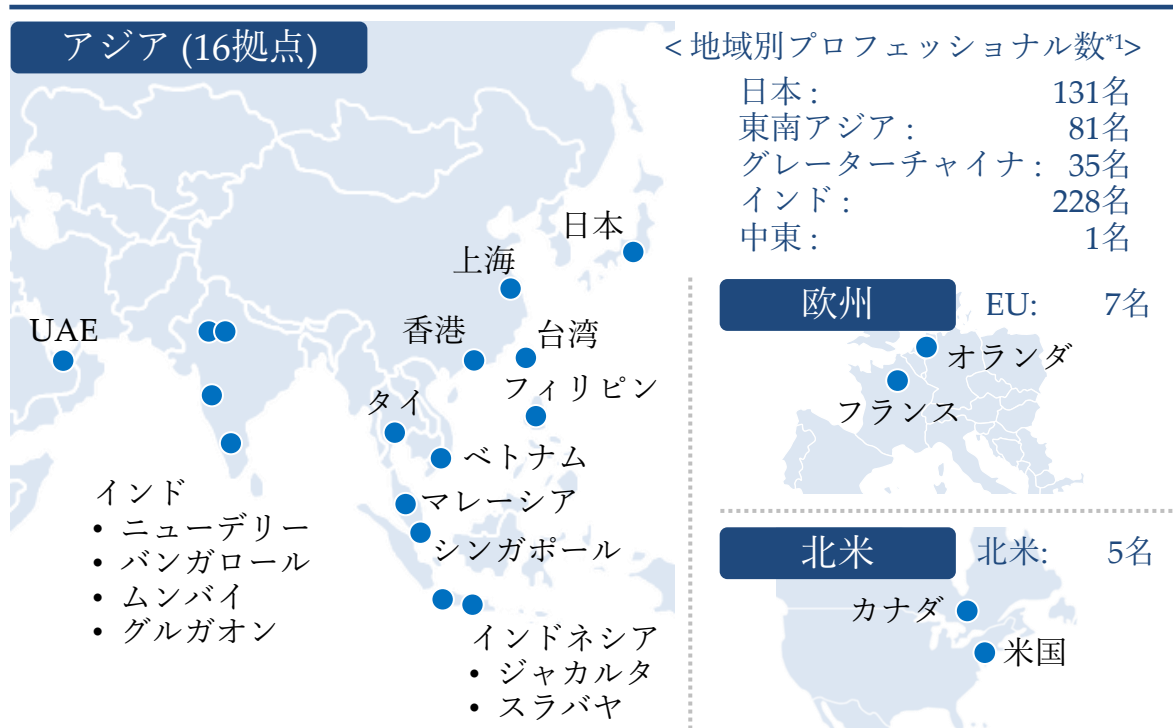 アジア (16拠点)
<地域別プロフェッショナル数*1>
日本 : 131名
東南アジア : 81名
グレーターチャイナ : 35名
インド : 228名
中東 : 1名
日本
上海
UAE
香港
台湾
フィリピン
タイ
ベトナム
マレーシア
シンガポール
インド
• ニューデリー
• バンガロール
• ムンバイ
• グルガオン
インドネシア
• ジャカルタ
• スラバヤ
欧州 EU: 7名
オランダ
フランス
北米 北米: 5名
カナダ
米国